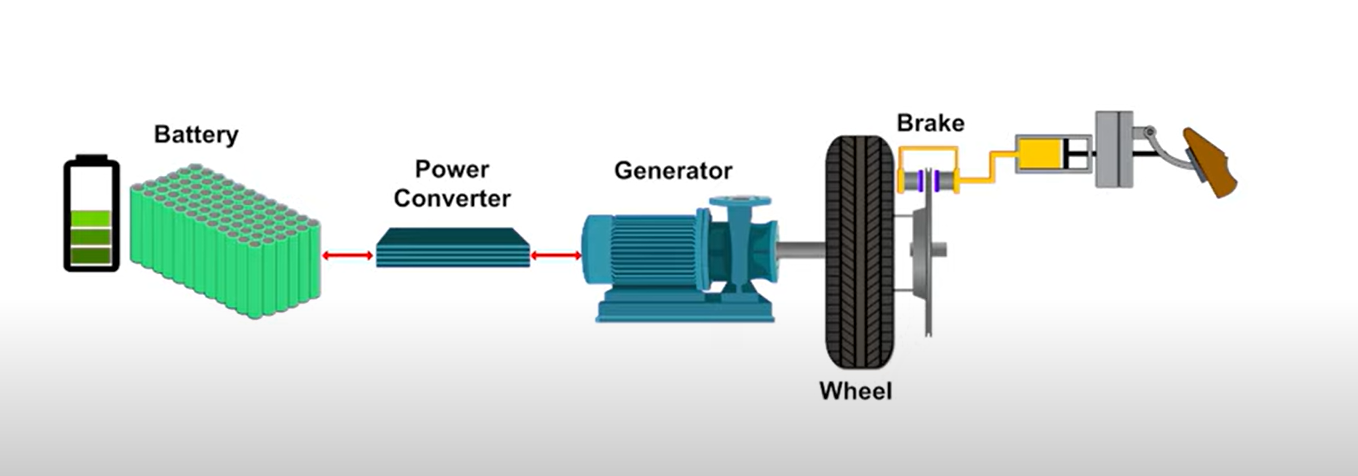 Battery
Power
Converter
Generator
Brake
Wheel